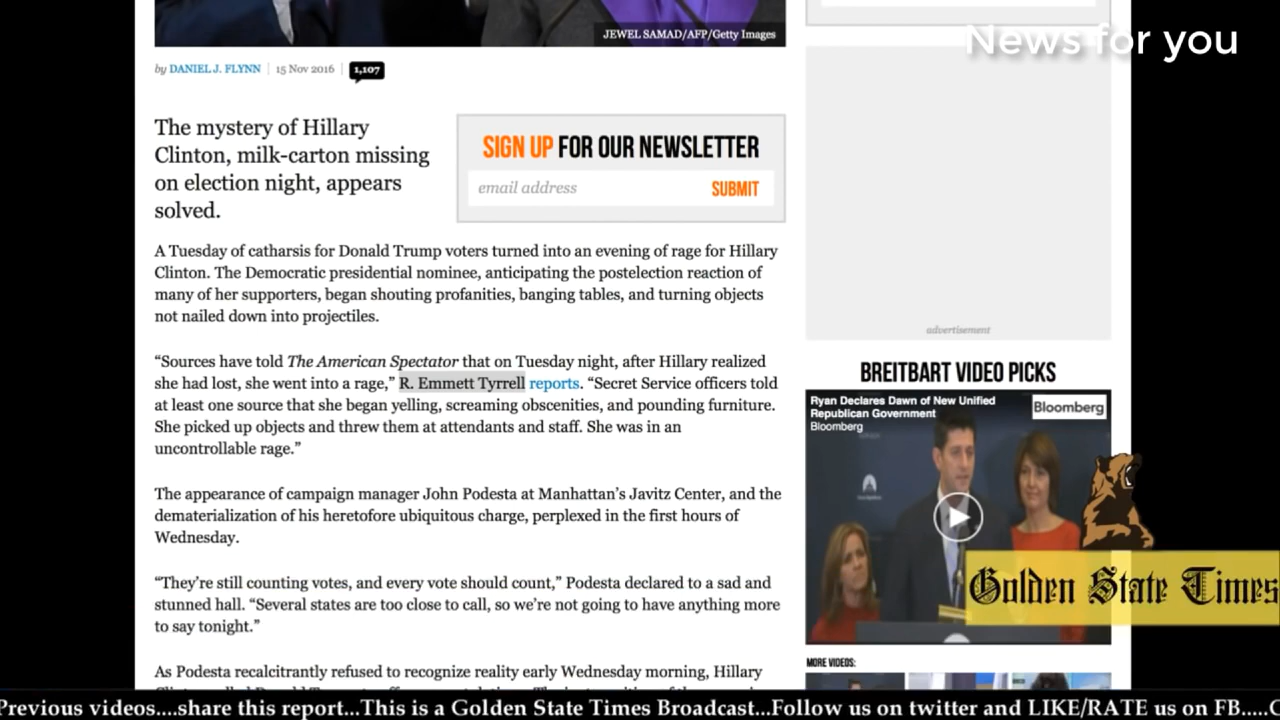 JEWEL SAMAD/AFP/Getty Images
News for you
by DANIEL J. FLYNN | 15 Nov 2016 | 1,107
The mystery of Hillary
Clinton, milk-carton missing
on election night, appears
solved.
SIGN UP FOR OUR NEWSLETTER
email address SUBMIT
A Tuesday of catharsis for Donald Trump voters turned into an evening of rage for Hillary
Clinton. The Democratic presidential nominee, anticipating the postelection reaction of
many of her supporters, began shouting profanities, banging tables, and turning objects
not nailed down into projectiles.
“Sources have told The American Spectator that on Tuesday night, after Hillary realized
she had lost, she went into a rage,” R. Emmett Tyrrell reports. “Secret Service officers told
at least one source that she began yelling, screaming obscenities, and pounding furniture.
She picked up objects and threw them at attendants and staff. She was in an
uncontrollable rage.”
The appearance of campaign manager John Podesta at Manhattan’s Javitz Center, and the
dematerialization of his heretofore ubiquitous charge, perplexed in the first hours of
Wednesday.
“They’re still counting votes, and every vote should count,” Podesta declared to a sad and
stunned hall. “Several states are too close to call, so we’re not going to have anything more
to say tonight.”
As Podesta recalcitrantly refused to recognize reality early Wednesday morning, Hillary
advertisement
BREITBART VIDEO PICKS
Ryan Declares Dawn of New Unified
Republican Government
Bloomberg
Bloomberg
Golden State Times
MORE VIDEOS:
Previous videos....share this report...This is a Golden State Times Broadcast...Follow us on twitter and LIKE/RATE us on FB.....